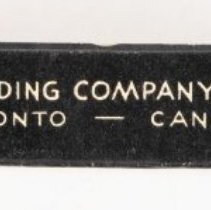 DING COMPANY
ONTO — CAN